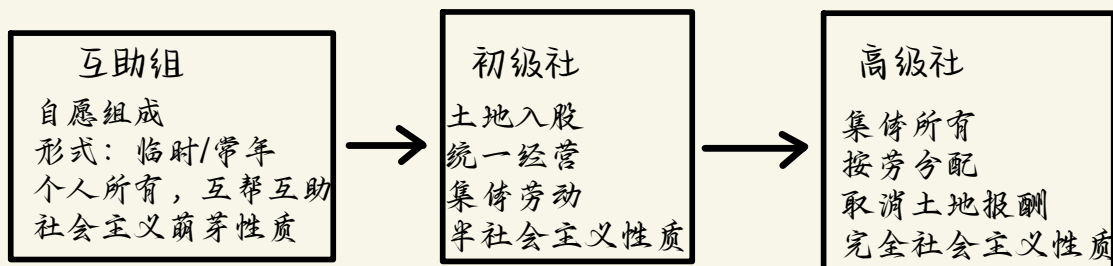 互助组
自愿组成
形式：临时/常年
个人所有，互帮互助
社会主义萌芽性质
初级社
土地入股
统一经营
集体劳动
半社会主义性质
高级社
集体所有
按劳分配
取消土地报酬
完全社会主义性质